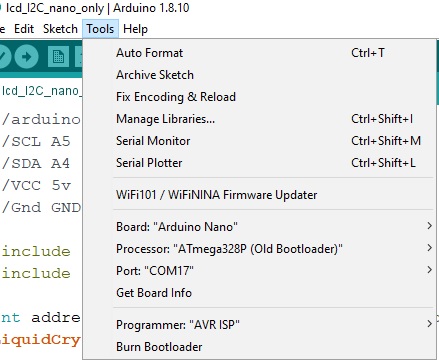 lcd_I2C_nano_only | Arduino 1.8.10
Edit Sketch Tools Help
lcd_I2C_nano_
Auto Format Ctrl+T
Archive Sketch
Fix Encoding & Reload
Manage Libraries... Ctrl+Shift+I
Serial Monitor Ctrl+Shift+M
Serial Plotter Ctrl+Shift+L
WiFi101 / WiFiNINA Firmware Updater
Board: "Arduino Nano"
Processor: "ATmega328P (Old Bootloader)"
Port: "COM17"
Get Board Info
Programmer: "AVR ISP"
Burn Bootloader
/arduino
/SCL A5
/SDA A4
/VCC 5v
/Gnd GND
include
include
nt addre
iquidCry